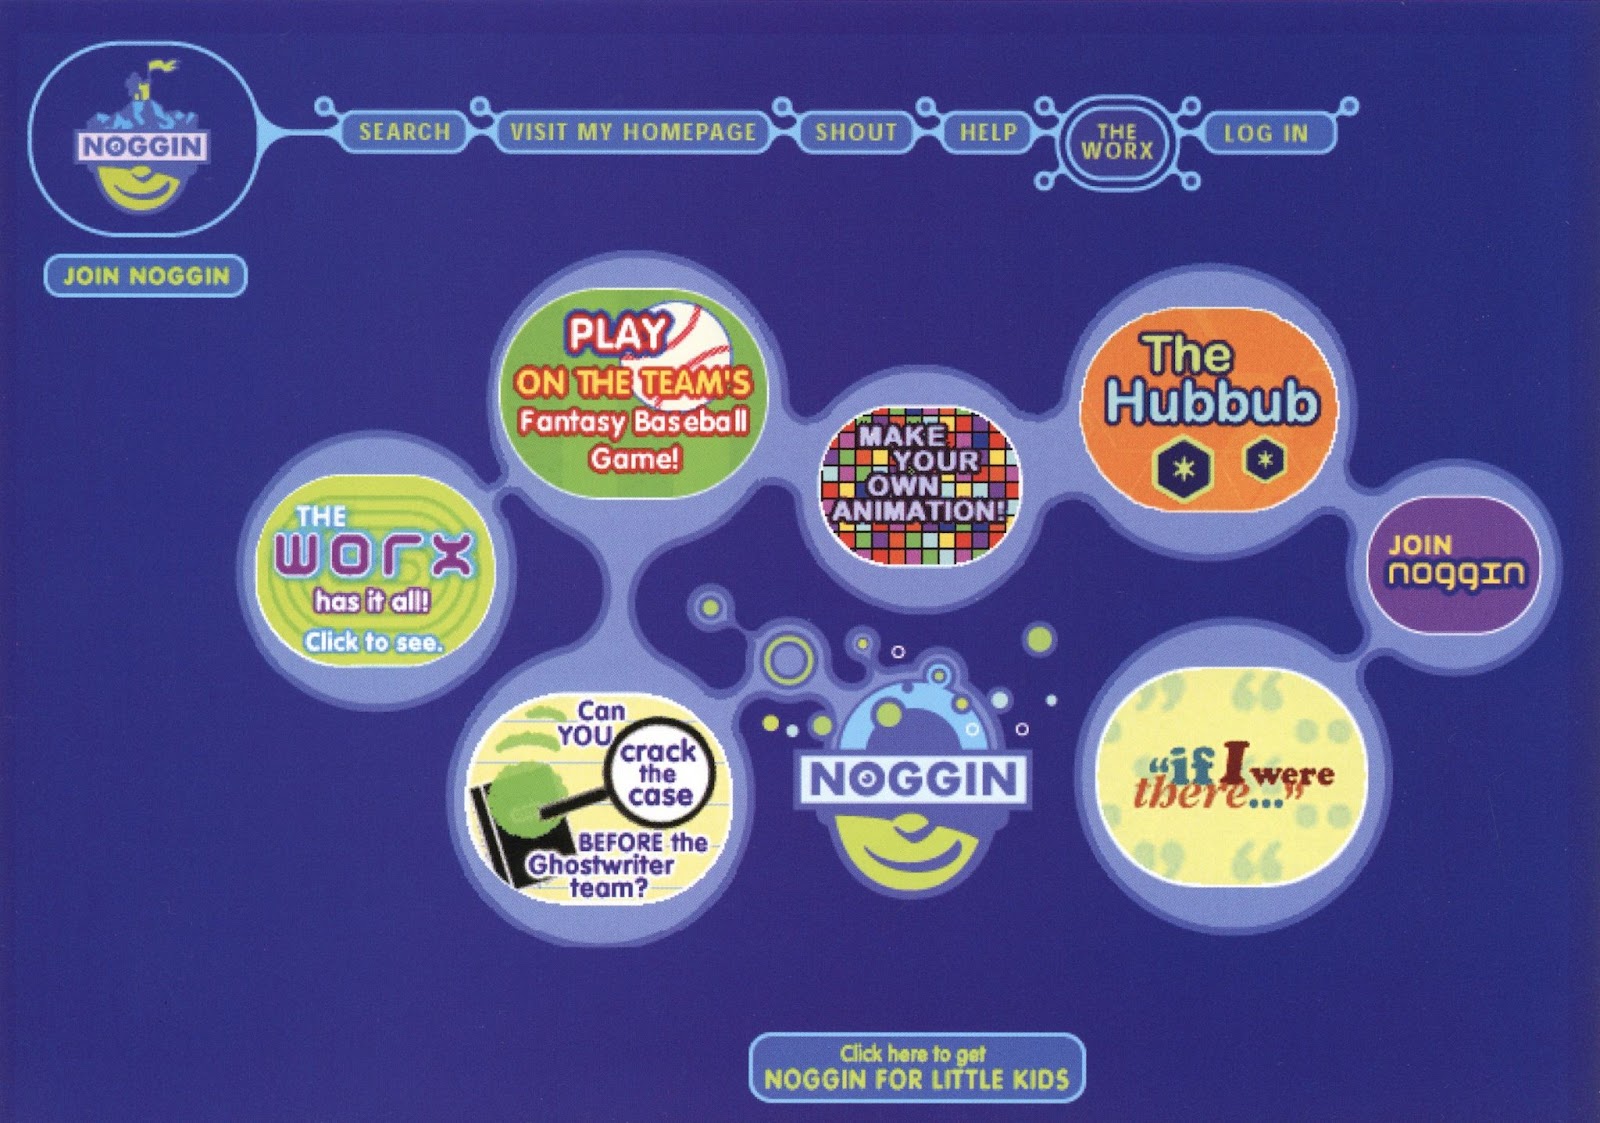 NOGGIN
SEARCH
VISIT MY HOMEPAGE
SHOUT
HELP
THE
WORX
LOG IN
JOIN NOGGIN
PLAY
ON THE TEAM'S
Fantasy Baseball
Game!
MAKE
YOUR
OWN
ANIMATION!
The
Hubbub
THE
worx
has it all!
Click to see.
JOIN
noggin
Can
YOU
crack
the
case
BEFORE the
Ghostwriter
team?
NOGGIN
“if I were
there...”
Click here to get
NOGGIN FOR LITTLE KIDS